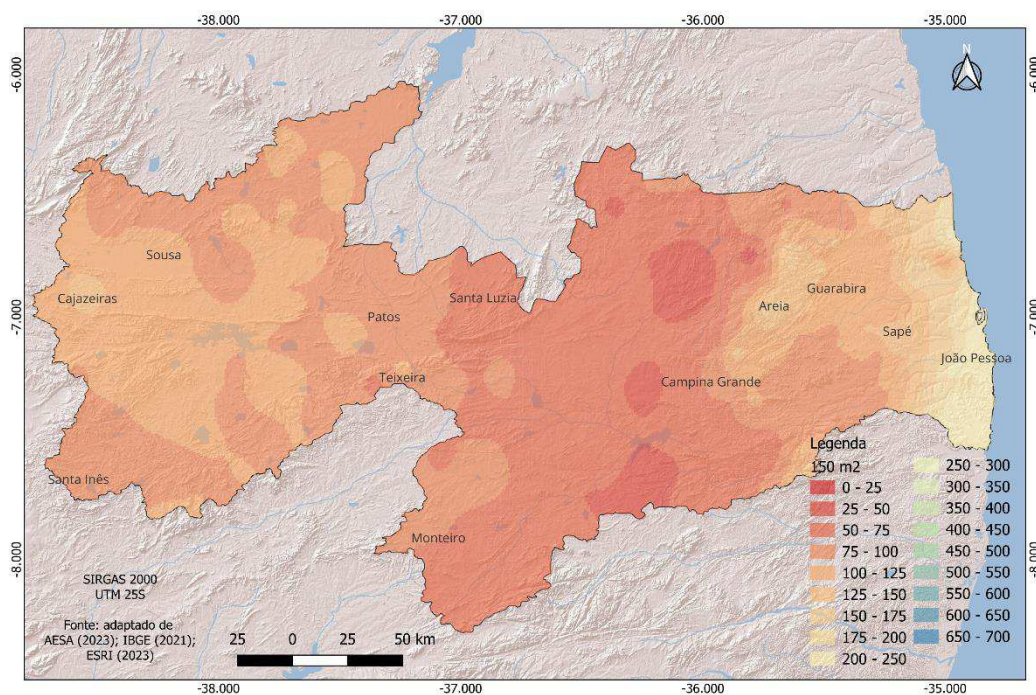 -38.000 -37.000 -36.000 -35.000
-6.000 -6.000
N
Sousa
Cajazeiras
Santa Luzia
Guarabira
Areia
-7.000 -7.000
Patos
Sapé
João Pessoa
Teixeira
Campina Grande
Santa Inês
Monteiro
-8.000 -8.000
Legenda
150 m2
0 - 25
25 - 50
50 - 75
75 - 100
100 - 125
125 - 150
150 - 175
175 - 200
200 - 250
250 - 300
300 - 350
350 - 400
400 - 450
450 - 500
500 - 550
550 - 600
600 - 650
650 - 700
SIRGAS 2000
UTM 25S
Fonte: adaptado de
AESA (2023); IBGE (2021);
ESRI (2023)
25 0 25 50 km
-38.000 -37.000 -36.000 -35.000